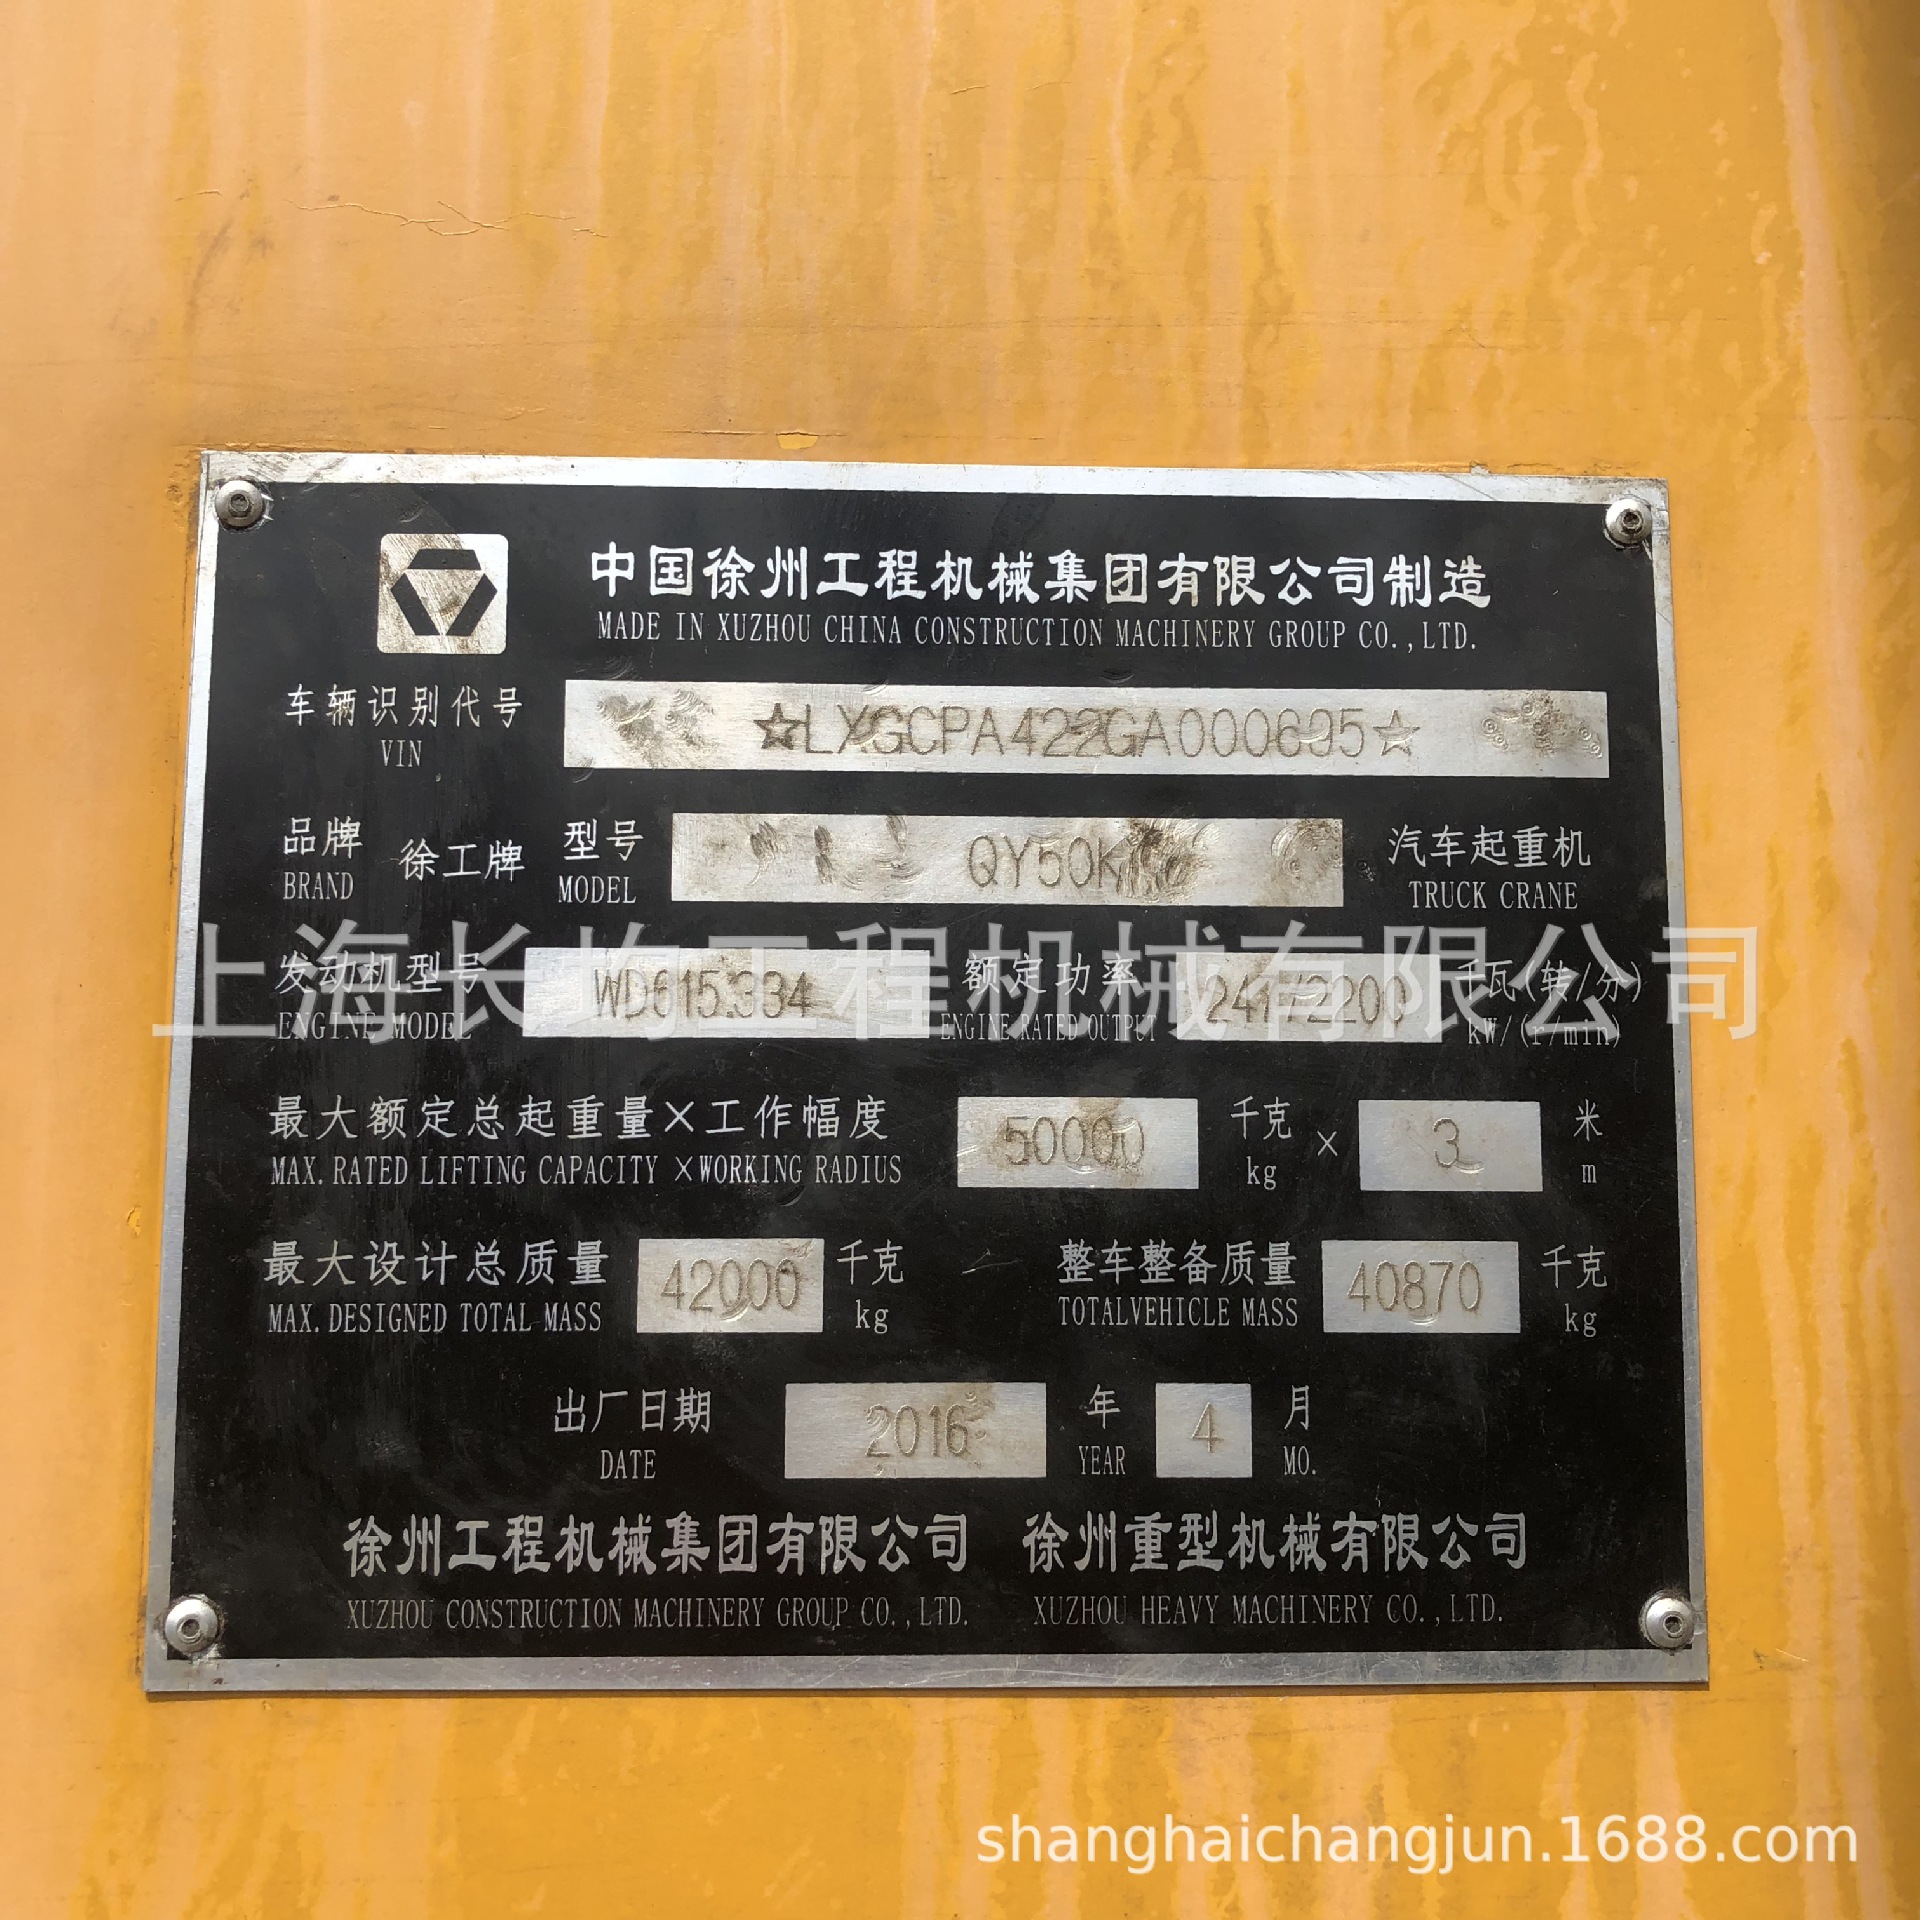 中国徐州工程机械集团有限公司制造
MADE IN XUZHOU CHINA CONSTRUCTION MACHINERY GROUP CO.,LTD.
车辆识别代号 ☆LXGCPA422GA000695☆
VIN
品牌 徐工牌 型号 QY50K 汽车起重机
BRAND MODEL TRUCK CRANE
上海长均工程机械有限公司
发动机型号 WD615.334 额定功率 241/2200 千瓦(转/分)
ENGINE MODEL ENGINE RATED OUTPUT kW/(r/min)
最大额定总起重量×工作幅度 50000 千克 × 3 米
MAX. RATED LIFTING CAPACITY ×WORKING RADIUS kg m
最大设计总质量 42000 千克 整车整备质量 40870 千克
MAX. DESIGNED TOTAL MASS kg TOTALVEHICLE MASS kg
出厂日期 2016 年 4 月
DATE YEAR MO.
徐州工程机械集团有限公司 徐州重型机械有限公司
XUZHOU CONSTRUCTION MACHINERY GROUP CO.,LTD. XUZHOU HEAVY MACHINERY CO.,LTD.
shanghaichangjun.1688.com